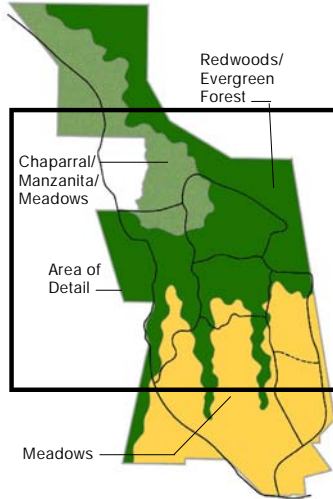 Redwoods/
Evergreen
Forest
Chaparral/
Manzanita/
Meadows
Area of
Detail
Meadows